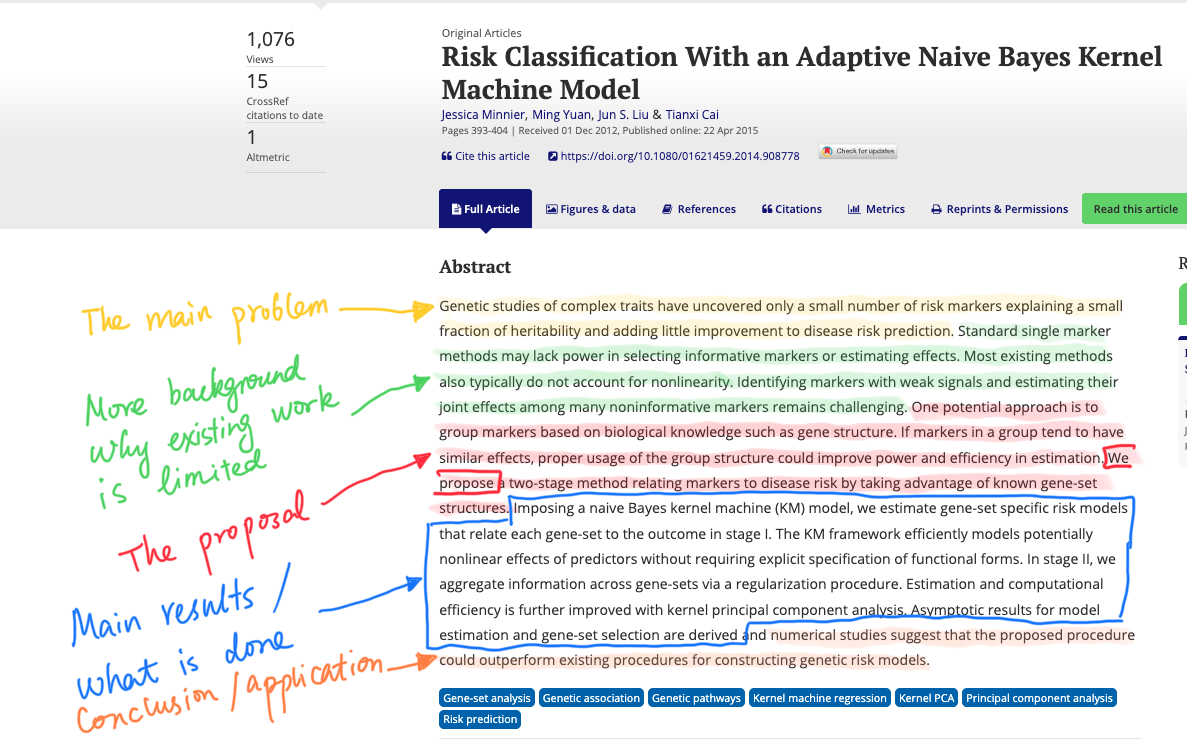 1,076
Views
15
CrossRef
citations to date
1
Altmetric
Original Articles
Risk Classification With an Adaptive Naive Bayes Kernel
Machine Model
Jessica Minnier, Ming Yuan, Jun S. Liu & Tianxi Cai
Pages 393-404 | Received 01 Dec 2012, Published online: 22 Apr 2015
Cite this article https://doi.org/10.1080/01621459.2014.908778 Check for updates
Full Article Figures & data References Citations Metrics Reprints & Permissions Read this article
Abstract
R
The main problem
More background
why existing work
is limited
The proposal
Main results /
what is done
Conclusion / application
Genetic studies of complex traits have uncovered only a small number of risk markers explaining a small
fraction of heritability and adding little improvement to disease risk prediction. Standard single marker
methods may lack power in selecting informative markers or estimating effects. Most existing methods
also typically do not account for nonlinearity. Identifying markers with weak signals and estimating their
joint effects among many noninformative markers remains challenging. One potential approach is to
group markers based on biological knowledge such as gene structure. If markers in a group tend to have
similar effects, proper usage of the group structure could improve power and efficiency in estimation. We
propose a two-stage method relating markers to disease risk by taking advantage of known gene-set
structures. Imposing a naive Bayes kernel machine (KM) model, we estimate gene-set specific risk models
that relate each gene-set to the outcome in stage I. The KM framework efficiently models potentially
nonlinear effects of predictors without requiring explicit specification of functional forms. In stage II, we
aggregate information across gene-sets via a regularization procedure. Estimation and computational
efficiency is further improved with kernel principal component analysis. Asymptotic results for model
estimation and gene-set selection are derived and numerical studies suggest that the proposed procedure
could outperform existing procedures for constructing genetic risk models.
Gene-set analysis Genetic association Genetic pathways Kernel machine regression Kernel PCA Principal component analysis
Risk prediction